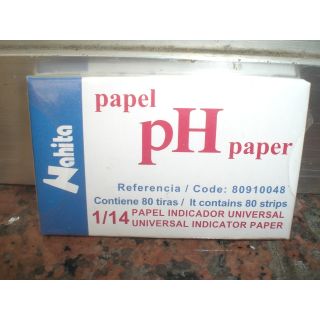 Nahita
papel
pH paper
Referencia / Code: 80910048
Contiene 80 tiras / It contains 80 strips
1/14 PAPEL INDICADOR UNIVERSAL
UNIVERSAL INDICATOR PAPER